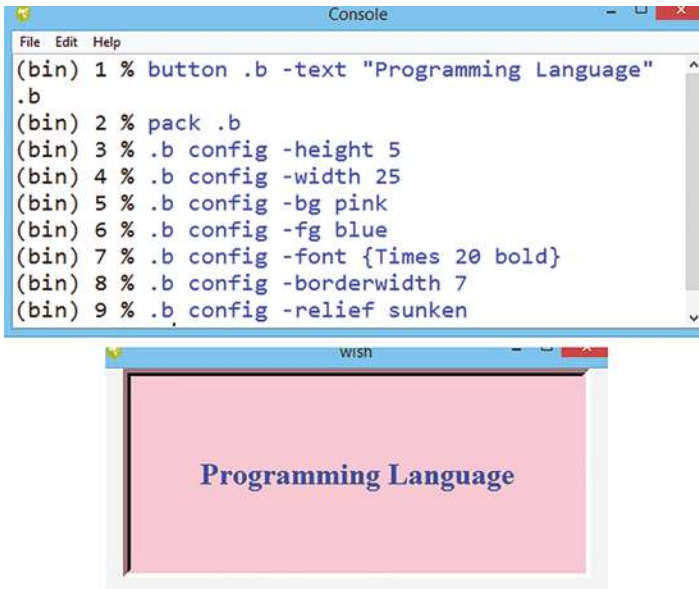 Console
File Edit Help
(bin) 1 % button .b -text "Programming Language"
.b
(bin) 2 % pack .b
(bin) 3 % .b config -height 5
(bin) 4 % .b config -width 25
(bin) 5 % .b config -bg pink
(bin) 6 % .b config -fg blue
(bin) 7 % .b config -font {Times 20 bold}
(bin) 8 % .b config -borderwidth 7
(bin) 9 % .b config -relief sunken
wish
Programming Language